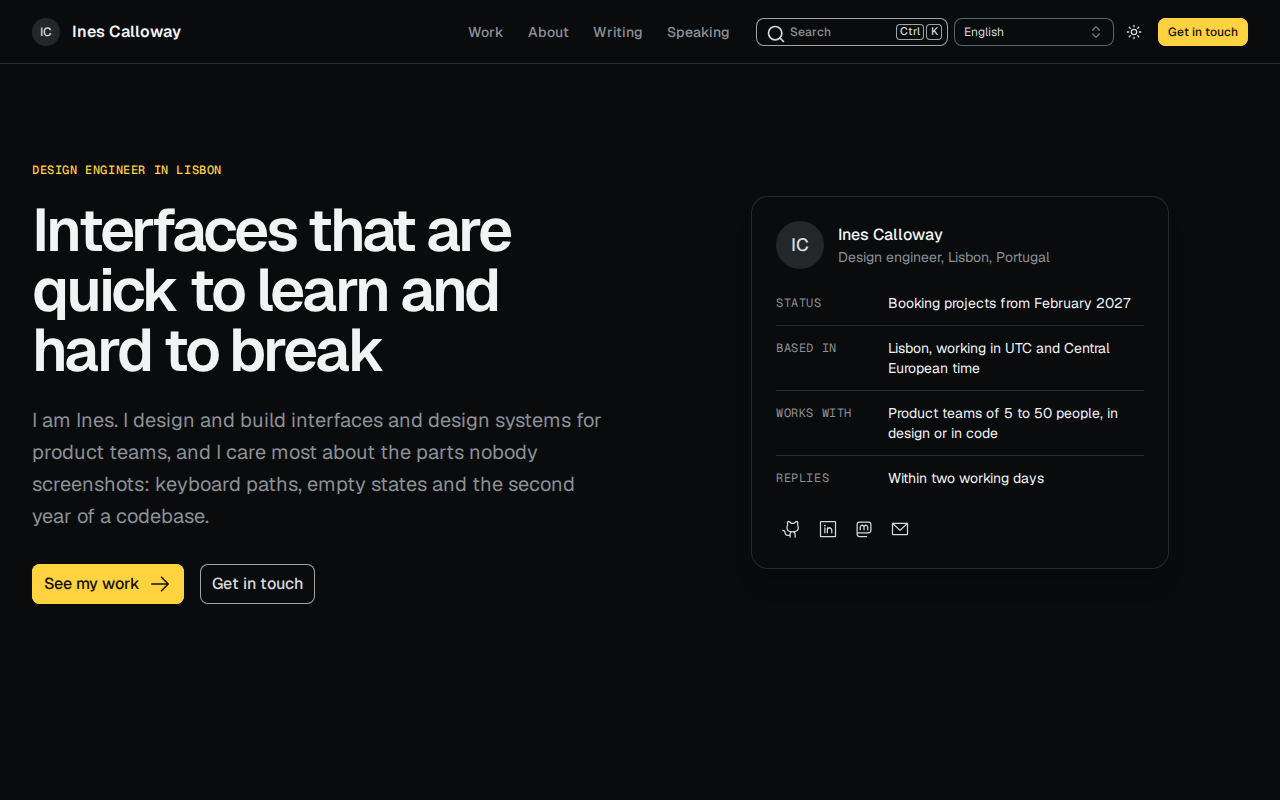 IC Ines Calloway Work About Writing Speaking Search Ctrl K English Get in touch
DESIGN ENGINEER IN LISBON
Interfaces that are
quick to learn and
hard to break
I am Ines. I design and build interfaces and design systems for
product teams, and I care most about the parts nobody
screenshots: keyboard paths, empty states and the second
year of a codebase.
See my work Get in touch
IC
Ines Calloway
Design engineer, Lisbon, Portugal
STATUS Booking projects from February 2027
BASED IN Lisbon, working in UTC and Central
European time
WORKS WITH Product teams of 5 to 50 people, in
design or in code
REPLIES Within two working days